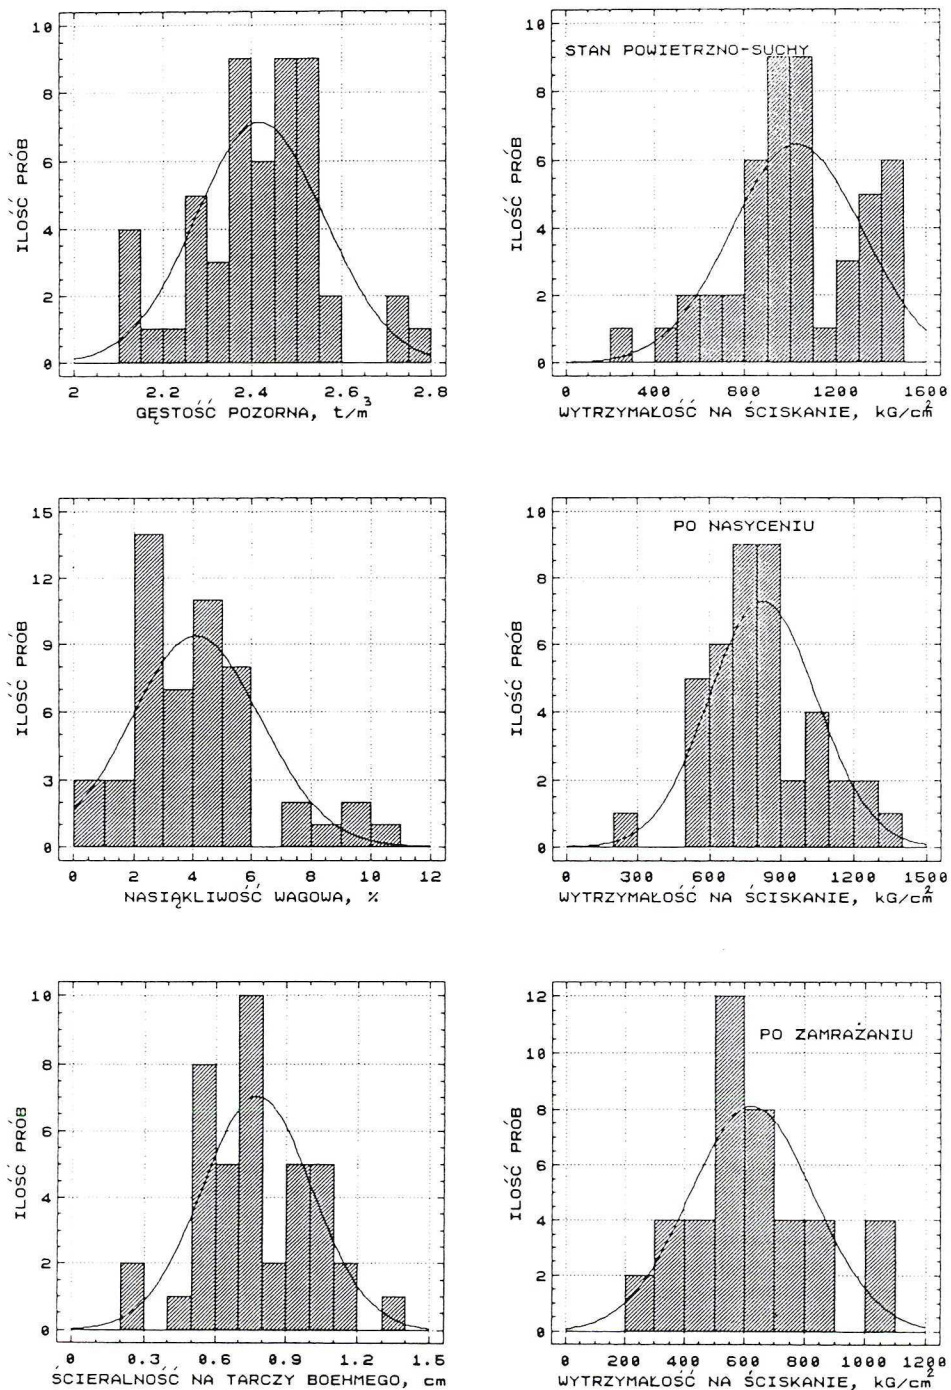 10
8
6
4
2
0
ILOŚĆ PRÓB
2 2.2 2.4 2.6 2.8
GĘSTOŚĆ POZORNA, t/m³
STAN POWIETRZNO-SUCHY
10
8
6
4
2
0
ILOŚĆ PRÓB
0 400 800 1200 1600
WYTRZYMAŁOŚĆ NA ŚCISKANIE, kG/cm²
15
12
9
6
3
0
ILOŚĆ PRÓB
0 2 4 6 8 10 12
NASIĄKLIWOŚĆ WAGOWA, %
PO NASYCENIU
10
8
6
4
2
0
ILOŚĆ PRÓB
0 300 600 900 1200 1500
WYTRZYMAŁOŚĆ NA ŚCISKANIE, kG/cm²
10
8
6
4
2
0
ILOŚĆ PRÓB
0 0.3 0.6 0.9 1.2 1.5
ŚCIERALNOŚĆ NA TARCZY BOEHMEGO, cm
PO ZAMRAŻANIU
12
10
8
6
4
2
0
ILOŚĆ PRÓB
0 200 400 600 800 1000 1200
WYTRZYMAŁOŚĆ NA ŚCISKANIE, kG/cm²